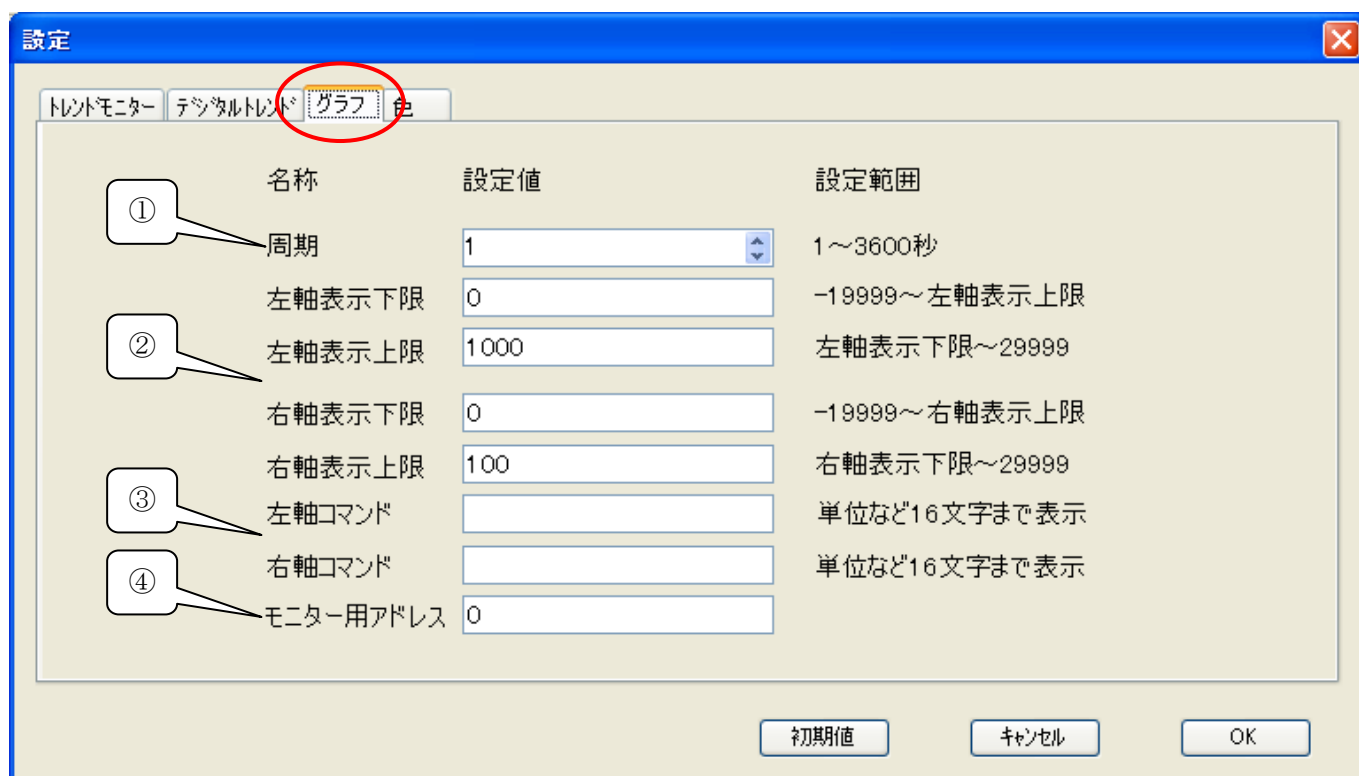 設定
トレンドモニター デジタルトレンド グラフ 色
名称 設定値 設定範囲
① 周期 1 1～3600秒
左軸表示下限 0 -19999～左軸表示上限
② 左軸表示上限 1000 左軸表示下限～29999
右軸表示下限 0 -19999～右軸表示上限
右軸表示上限 100 右軸表示下限～29999
③ 左軸コマンド 単位など16文字まで表示
右軸コマンド 単位など16文字まで表示
④ モニター用アドレス 0
初期値 キャンセル OK